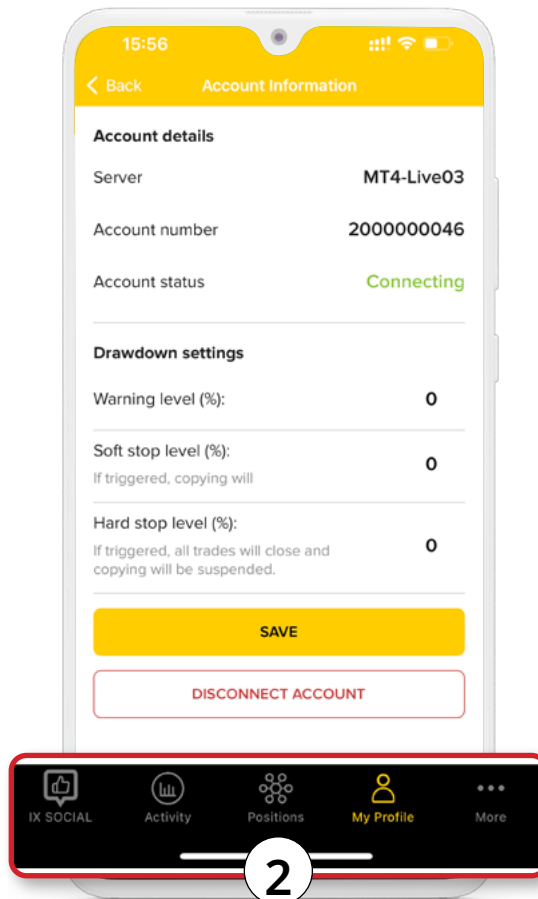 15:56
Back Account Information
Account details
Server MT4-Live03
Account number 2000000046
Account status Connecting
Drawdown settings
Warning level (%): 0
Soft stop level (%): 0
If triggered, copying will
Hard stop level (%): 0
If triggered, all trades will close and
copying will be suspended.
SAVE
DISCONNECT ACCOUNT
IX SOCIAL Activity Positions My Profile More
2